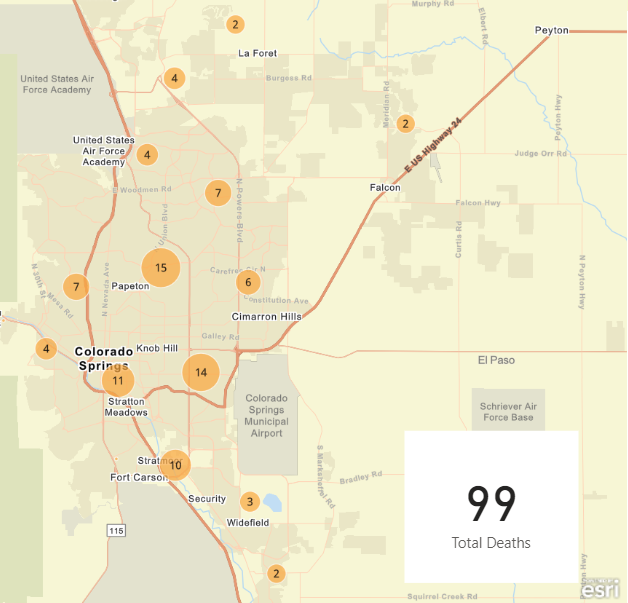 Murphy Rd
Elbert Rd
2
Peyton
La Foret
4
Burgess Rd
United States Air
Force Academy
Meridian Rd
Peyton Hwy
2
E-US-Highway-24
United States
Air Force
Academy
4
Judge Orr Rd
E Woodmen Rd
7
Falcon
N-Powers-Blvd
Union Blvd
Falcon Hwy
Curtis Rd
15
Carefree Cir N
N Nevada Ave
N 30th St
Mesa Rd
7
Papeton
6
N Peyton Hwy
Constitution Ave
Cimarron Hills
Galley Rd
4
Colorado
Springs
Knob Hill
El Paso
11
14
Stratton
Meadows
Colorado
Springs
Municipal
Airport
Schriever Air
Force Base
S Marksheffel Rd
Stratmoor
10
Fort Carson
Bradley Rd
Security
3
Widefield
115
99
Total Deaths
2
Squirrel Creek Rd
esri